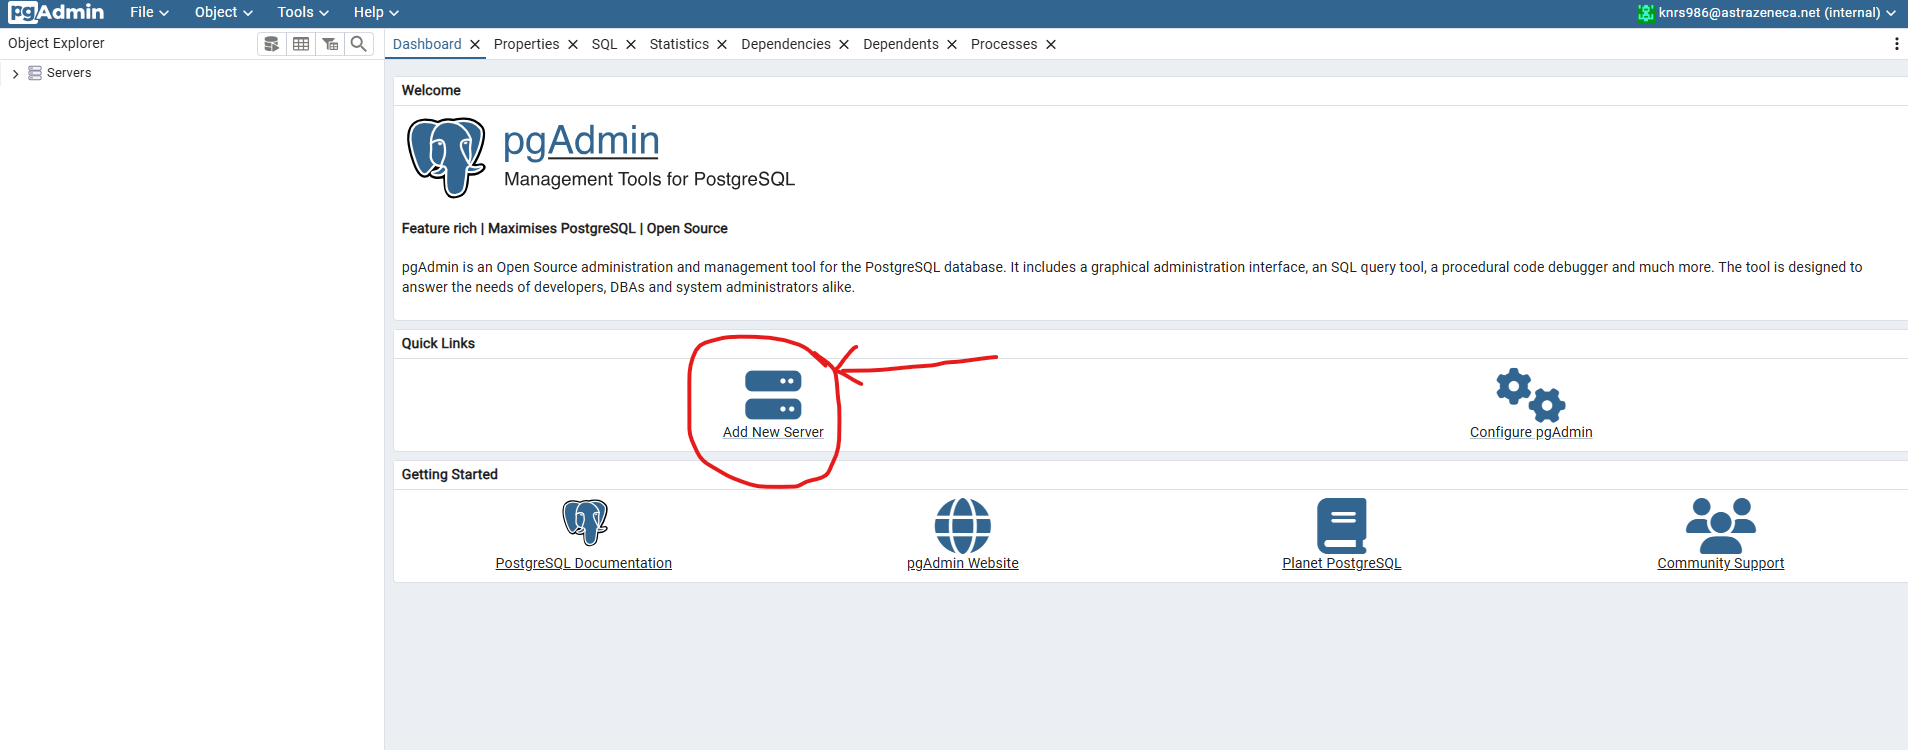 pgAdmin File Object Tools Help knrs986@astrazeneca.net (internal)
Object Explorer
Dashboard Properties SQL Statistics Dependencies Dependents Processes
Servers
Welcome
pgAdmin
Management Tools for PostgreSQL
Feature rich | Maximises PostgreSQL | Open Source
pgAdmin is an Open Source administration and management tool for the PostgreSQL database. It includes a graphical administration interface, an SQL query tool, a procedural code debugger and much more. The tool is designed to
answer the needs of developers, DBAs and system administrators alike.
Quick Links
Add New Server Configure pgAdmin
Getting Started
PostgreSQL Documentation pgAdmin Website Planet PostgreSQL Community Support